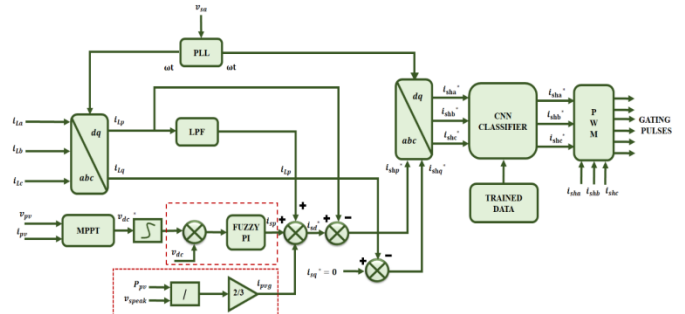 v_sa
PLL
ωt ωt
i_La
i_Lb
i_Lc
dq
abc
i_Lp
LPF
i_Lp
i_Lq
dq
abc
i_sha*
i_shb*
i_shc*
CNN
CLASSIFIER
i_sha*
i_shb*
i_shc*
P
W
M
GATING
PULSES
i_shp*
i_shq*
TRAINED
DATA
i_sha i_shb i_shc
v_pv
i_pv
MPPT
v_dc*
v_dc
FUZZY
PI
i_sp
+
+
+
i_sd*
+
−
+
−
i_sq* = 0
P_pv
v_speak
/
2/3
i_pvg